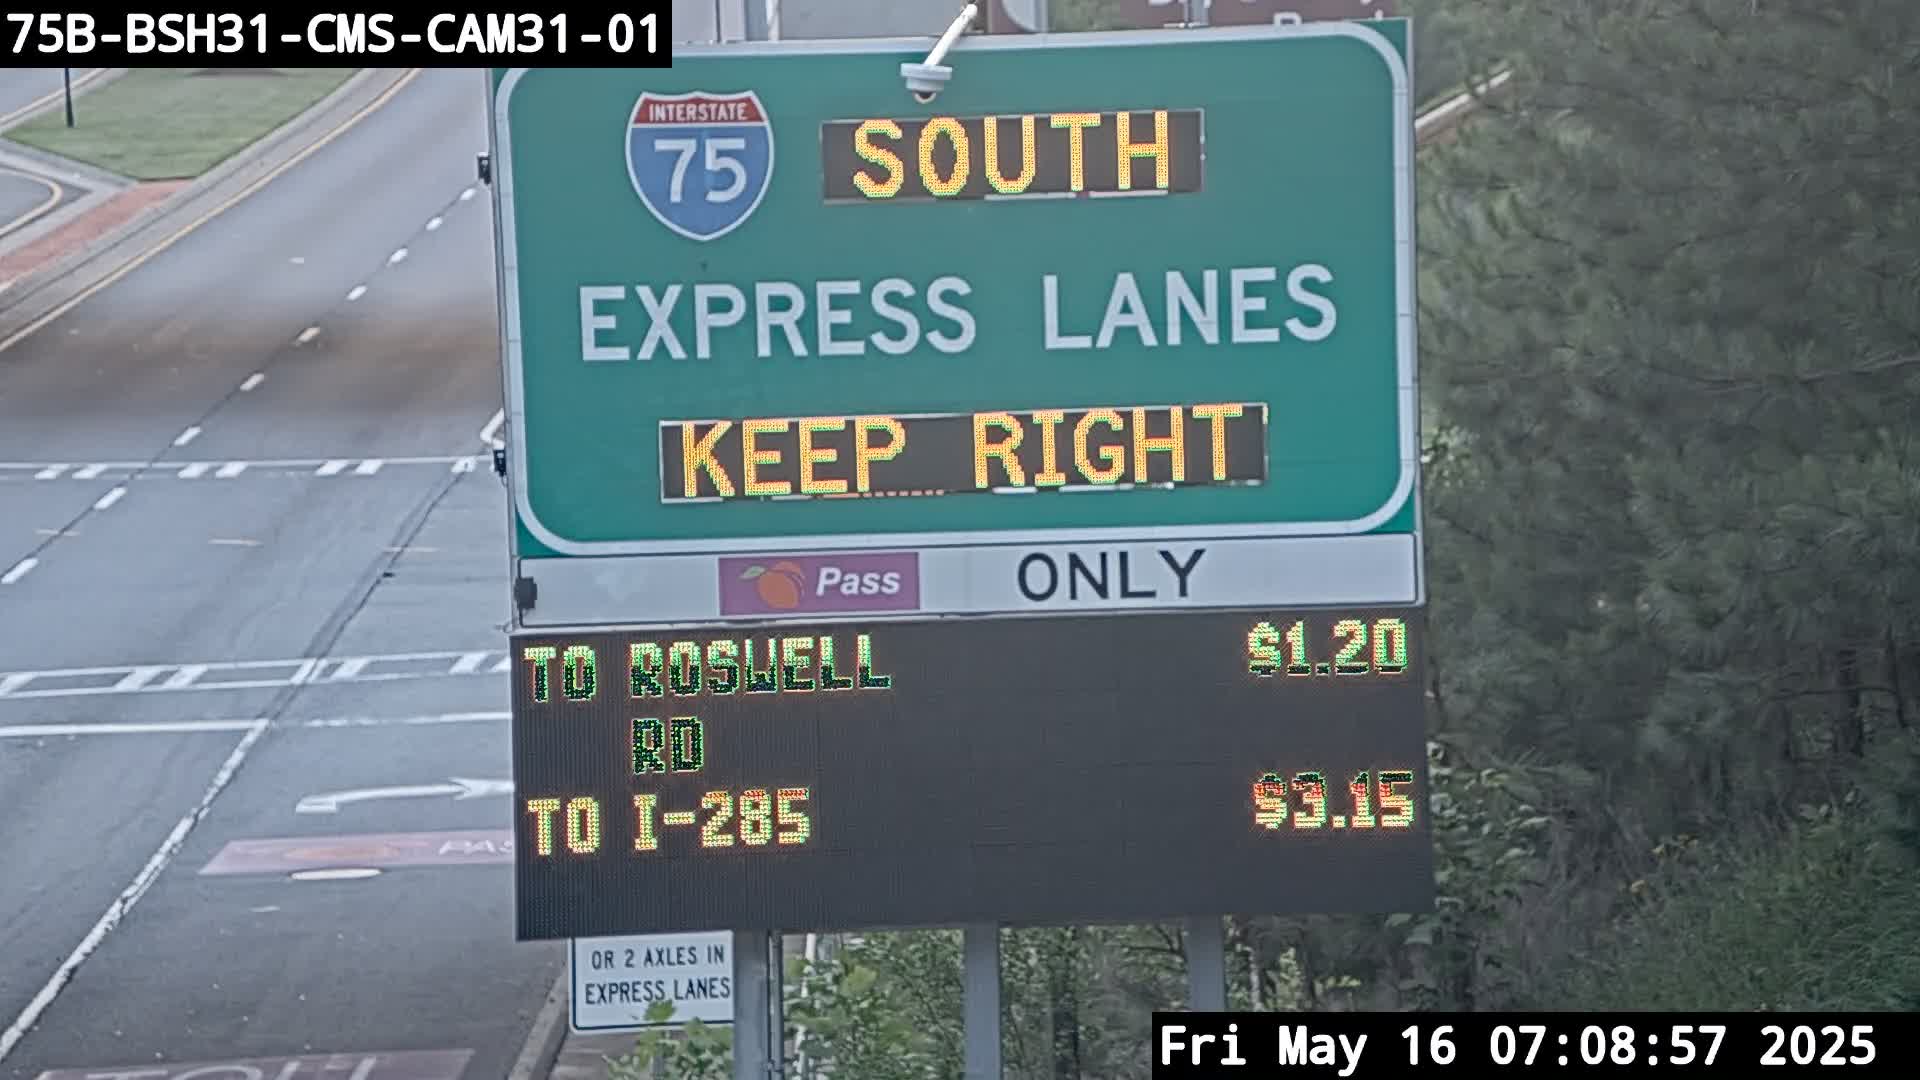 75B-BSH31-CMS-CAM31-01
INTERSTATE
75
SOUTH
EXPRESS LANES
KEEP RIGHT
Pass ONLY
TO ROSWELL $1.20
RD
TO I-285 $3.15
OR 2 AXLES IN
EXPRESS LANES
Fri May 16 07:08:57 2025